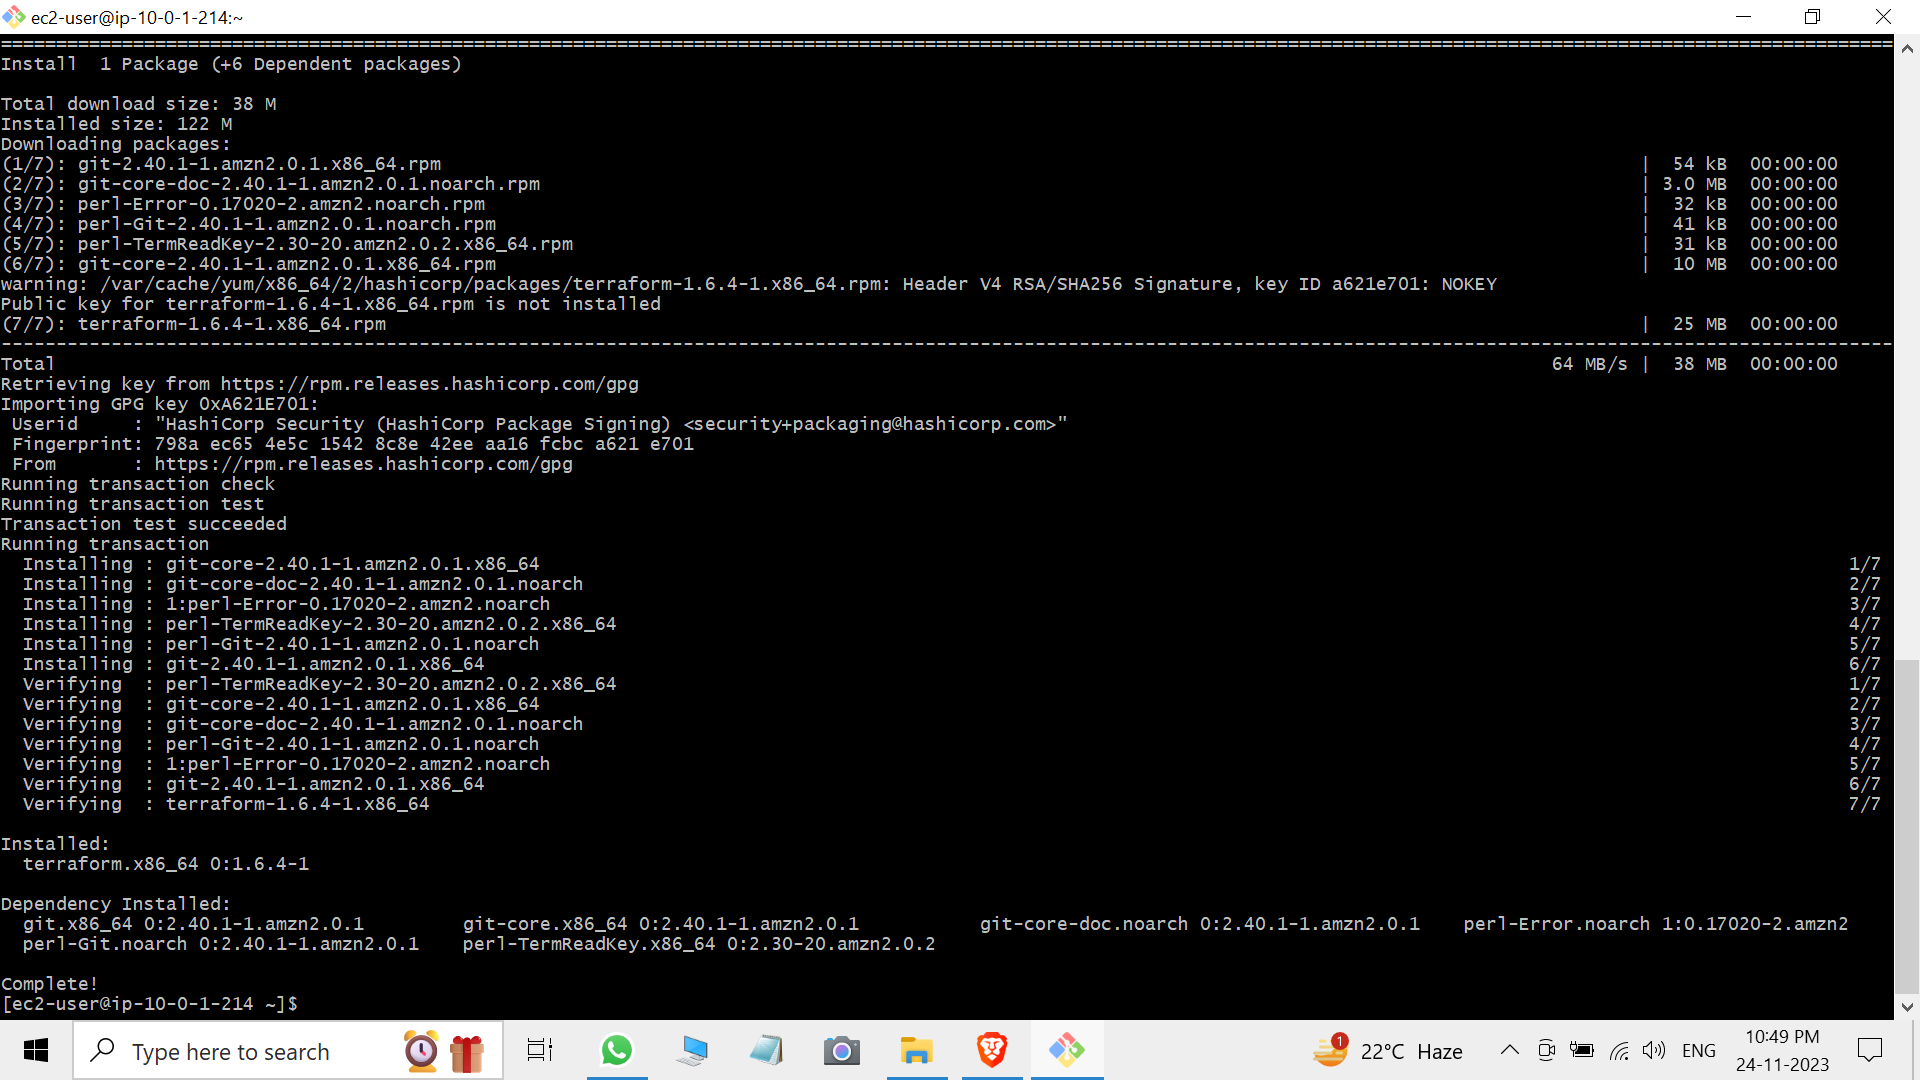 ec2-user@ip-10-0-1-214:~
================================================================================
Install  1 Package (+6 Dependent packages)
Total download size: 38 M
Installed size: 122 M
Downloading packages:
(1/7): git-2.40.1-1.amzn2.0.1.x86_64.rpm | 54 kB 00:00:00
(2/7): git-core-doc-2.40.1-1.amzn2.0.1.noarch.rpm | 3.0 MB 00:00:00
(3/7): perl-Error-0.17020-2.amzn2.noarch.rpm | 32 kB 00:00:00
(4/7): perl-Git-2.40.1-1.amzn2.0.1.noarch.rpm | 41 kB 00:00:00
(5/7): perl-TermReadKey-2.30-20.amzn2.0.2.x86_64.rpm | 31 kB 00:00:00
(6/7): git-core-2.40.1-1.amzn2.0.1.x86_64.rpm | 10 MB 00:00:00
warning: /var/cache/yum/x86_64/2/hashicorp/packages/terraform-1.6.4-1.x86_64.rpm: Header V4 RSA/SHA256 Signature, key ID a621e701: NOKEY
Public key for terraform-1.6.4-1.x86_64.rpm is not installed
(7/7): terraform-1.6.4-1.x86_64.rpm | 25 MB 00:00:00
--------------------------------------------------------------------------------
Total 64 MB/s | 38 MB 00:00:00
Retrieving key from https://rpm.releases.hashicorp.com/gpg
Importing GPG key 0xA621E701:
 Userid     : "HashiCorp Security (HashiCorp Package Signing) <security+packaging@hashicorp.com>"
 Fingerprint: 798a ec65 4e5c 1542 8c8e 42ee aa16 fcbc a621 e701
 From       : https://rpm.releases.hashicorp.com/gpg
Running transaction check
Running transaction test
Transaction test succeeded
Running transaction
  Installing : git-core-2.40.1-1.amzn2.0.1.x86_64 1/7
  Installing : git-core-doc-2.40.1-1.amzn2.0.1.noarch 2/7
  Installing : 1:perl-Error-0.17020-2.amzn2.noarch 3/7
  Installing : perl-TermReadKey-2.30-20.amzn2.0.2.x86_64 4/7
  Installing : perl-Git-2.40.1-1.amzn2.0.1.noarch 5/7
  Installing : git-2.40.1-1.amzn2.0.1.x86_64 6/7
  Verifying  : perl-TermReadKey-2.30-20.amzn2.0.2.x86_64 1/7
  Verifying  : git-core-2.40.1-1.amzn2.0.1.x86_64 2/7
  Verifying  : git-core-doc-2.40.1-1.amzn2.0.1.noarch 3/7
  Verifying  : perl-Git-2.40.1-1.amzn2.0.1.noarch 4/7
  Verifying  : 1:perl-Error-0.17020-2.amzn2.noarch 5/7
  Verifying  : git-2.40.1-1.amzn2.0.1.x86_64 6/7
  Verifying  : terraform-1.6.4-1.x86_64 7/7
Installed:
  terraform.x86_64 0:1.6.4-1
Dependency Installed:
  git.x86_64 0:2.40.1-1.amzn2.0.1 git-core.x86_64 0:2.40.1-1.amzn2.0.1 git-core-doc.noarch 0:2.40.1-1.amzn2.0.1 perl-Error.noarch 1:0.17020-2.amzn2
  perl-Git.noarch 0:2.40.1-1.amzn2.0.1 perl-TermReadKey.x86_64 0:2.30-20.amzn2.0.2
Complete!
[ec2-user@ip-10-0-1-214 ~]$
Type here to search
1
22°C Haze
ENG
10:49 PM
24-11-2023